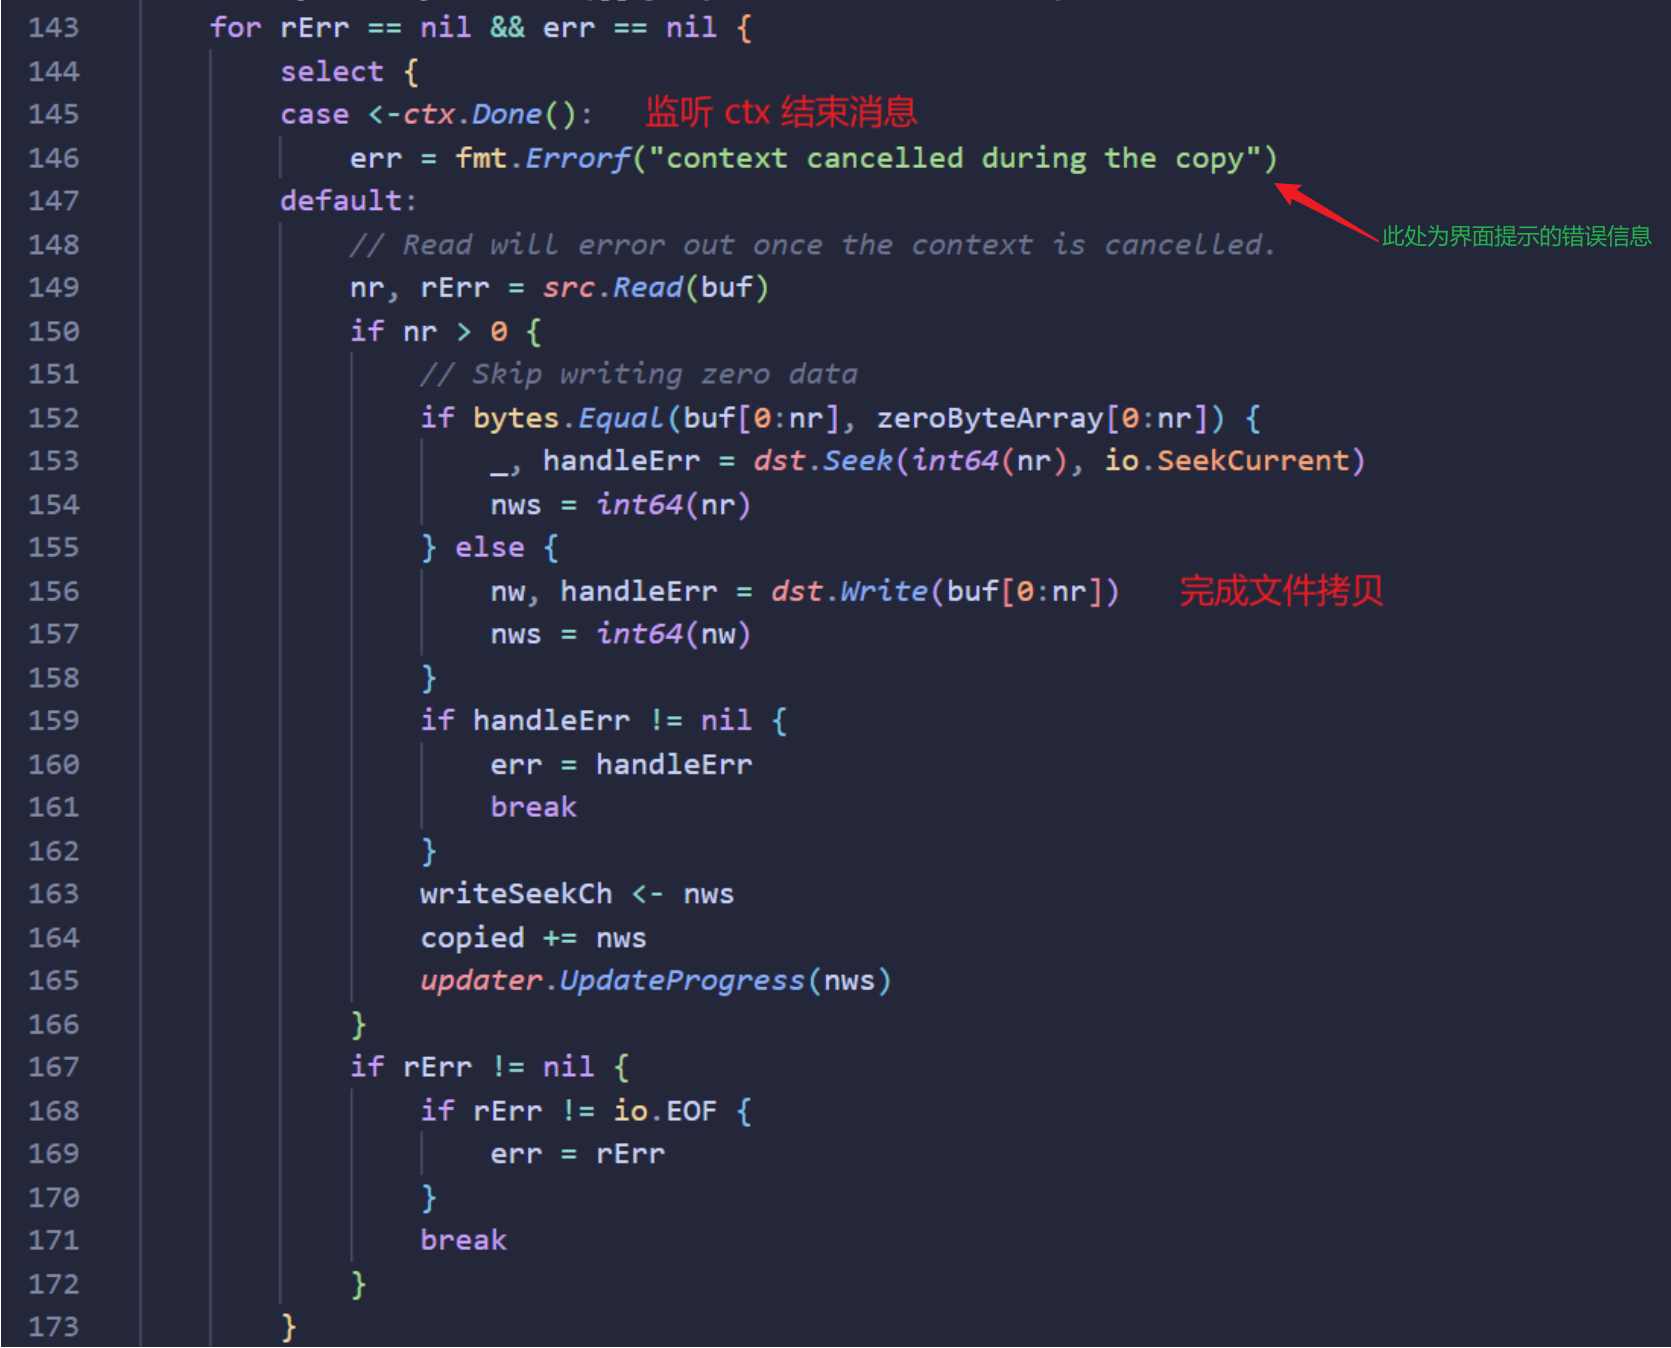 143 for rErr == nil && err == nil {
144 select {
145 case <-ctx.Done(): 监听 ctx 结束消息
146 err = fmt.Errorf("context cancelled during the copy")
147 default:
此处为界面提示的错误信息
148 // Read will error out once the context is cancelled.
149 nr, rErr = src.Read(buf)
150 if nr > 0 {
151 // Skip writing zero data
152 if bytes.Equal(buf[0:nr], zeroByteArray[0:nr]) {
153 _, handleErr = dst.Seek(int64(nr), io.SeekCurrent)
154 nws = int64(nr)
155 } else {
156 nw, handleErr = dst.Write(buf[0:nr]) 完成文件拷贝
157 nws = int64(nw)
158 }
159 if handleErr != nil {
160 err = handleErr
161 break
162 }
163 writeSeekCh <- nws
164 copied += nws
165 updater.UpdateProgress(nws)
166 }
167 if rErr != nil {
168 if rErr != io.EOF {
169 err = rErr
170 }
171 break
172 }
173 }